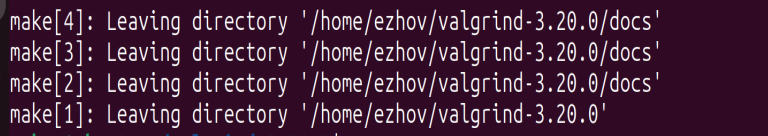 make[4]: Leaving directory '/home/ezhov/valgrind-3.20.0/docs'
make[3]: Leaving directory '/home/ezhov/valgrind-3.20.0/docs'
make[2]: Leaving directory '/home/ezhov/valgrind-3.20.0/docs'
make[1]: Leaving directory '/home/ezhov/valgrind-3.20.0'